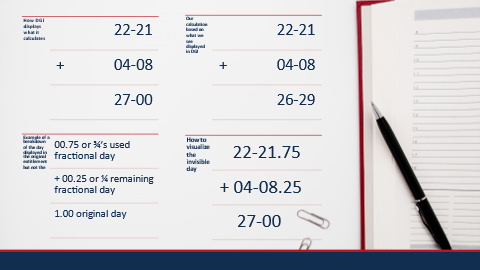 How DGI
displays
what it
calculates
22-21
+ 04-08
27-00
Our
calculation
based on
what we
see
displayed
in DGI
22-21
+ 04-08
26-29
Example of a
breakdown
of the day
displayed in
the original
entitlement
but not the
00.75 or ¾'s used
fractional day
+ 00.25 or ¼ remaining
fractional day
1.00 original day
How to
visualize
the
invisible
day
22-21.75
+ 04-08.25
27-00